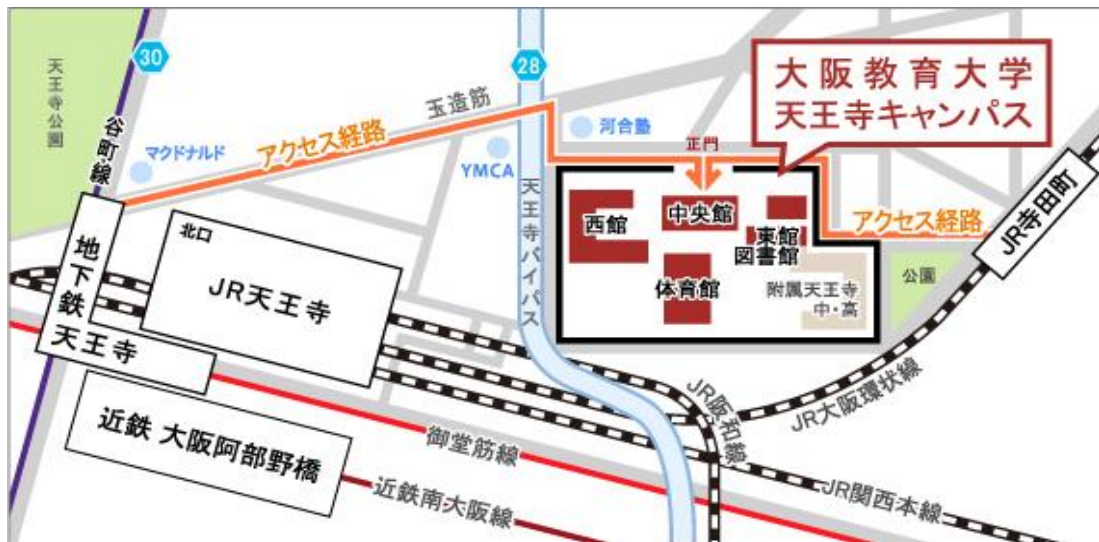 天王寺公園
30
谷町線
マクドナルド
アクセス経路
玉造筋
28
YMCA
河合塾
大阪教育大学
天王寺キャンパス
正門
西館
中央館
東館
図書館
体育館
附属天王寺
中・高
アクセス経路
公園
JR寺田町
天王寺バイパス
北口
JR天王寺
地下鉄
天王寺
近鉄 大阪阿部野橋
御堂筋線
近鉄南大阪線
JR阪和線
JR大阪環状線
JR関西本線